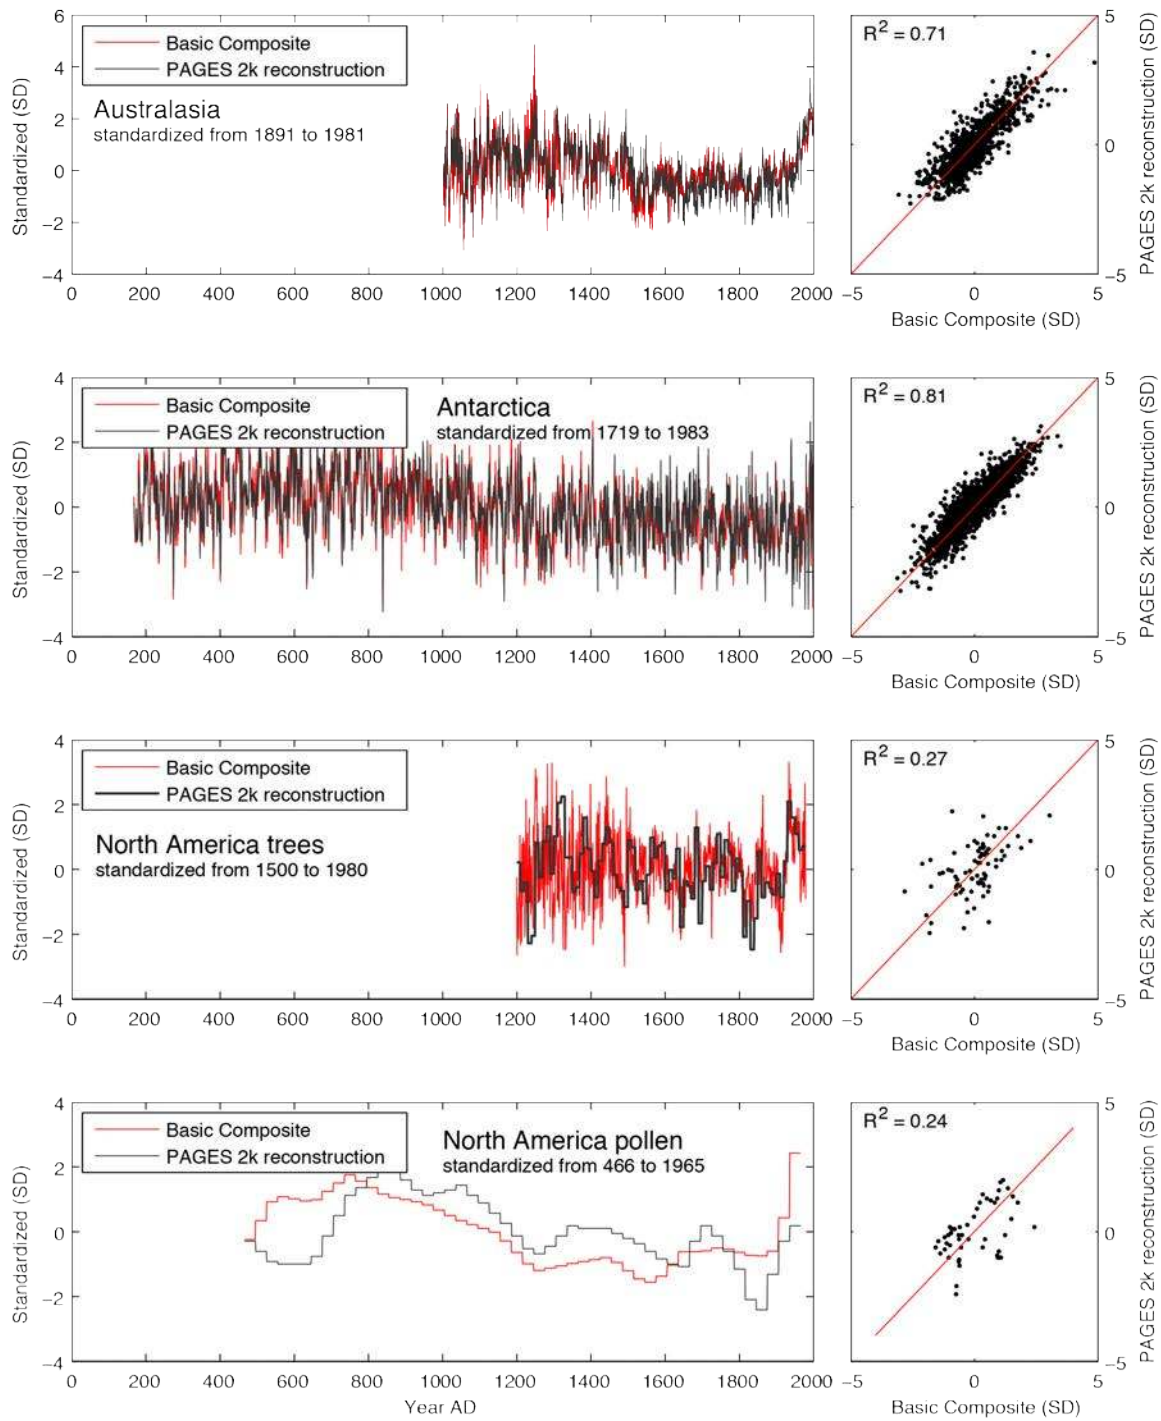 6
4
2
0
−2
−4
Standardized (SD)
Basic Composite
PAGES 2k reconstruction
Australasia
standardized from 1891 to 1981
0 200 400 600 800 1000 1200 1400 1600 1800 2000
R² = 0.71
5
0
−5
PAGES 2k reconstruction (SD)
−5 0 5
Basic Composite (SD)
4
2
0
−2
−4
Standardized (SD)
Basic Composite
PAGES 2k reconstruction
Antarctica
standardized from 1719 to 1983
0 200 400 600 800 1000 1200 1400 1600 1800 2000
R² = 0.81
5
0
−5
PAGES 2k reconstruction (SD)
−5 0 5
Basic Composite (SD)
4
2
0
−2
−4
Standardized (SD)
Basic Composite
PAGES 2k reconstruction
North America trees
standardized from 1500 to 1980
0 200 400 600 800 1000 1200 1400 1600 1800 2000
R² = 0.27
5
0
−5
PAGES 2k reconstruction (SD)
−5 0 5
Basic Composite (SD)
4
2
0
−2
−4
Standardized (SD)
Basic Composite
PAGES 2k reconstruction
North America pollen
standardized from 466 to 1965
0 200 400 600 800 1000 1200 1400 1600 1800 2000
Year AD
R² = 0.24
5
0
−5
PAGES 2k reconstruction (SD)
−5 0 5
Basic Composite (SD)